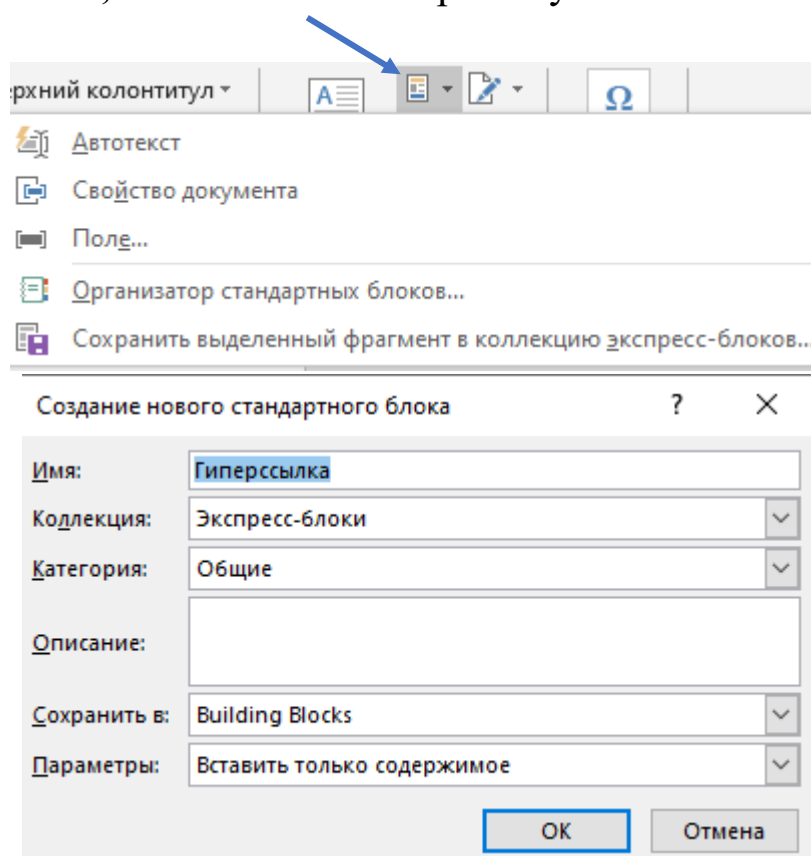 рхний колонтитул
A
Ω
Автотекст
Свойство документа
Поле...
Организатор стандартных блоков...
Сохранить выделенный фрагмент в коллекцию экспресс-блоков...
Создание нового стандартного блока ? ×
Имя: Гиперссылка
Коллекция: Экспресс-блоки
Категория: Общие
Описание:
Сохранить в: Building Blocks
Параметры: Вставить только содержимое
ОК Отмена